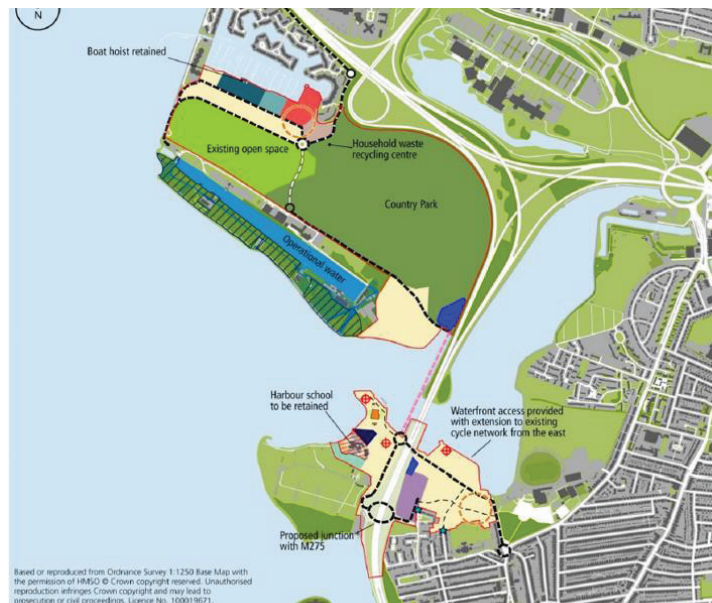 N
Boat hoist retained
Existing open space
Household waste
recycling centre
Country Park
Operational water
Harbour school
to be retained
Waterfront access provided
with extension to existing
cycle network from the east
Proposed junction
with M275
Based or reproduced from Ordnance Survey 1:1250 Base Map with
the permission of HMSO © Crown copyright reserved. Unauthorised
reproduction infringes Crown copyright and may lead to
prosecution or civil proceedings. Licence No. 100019671.